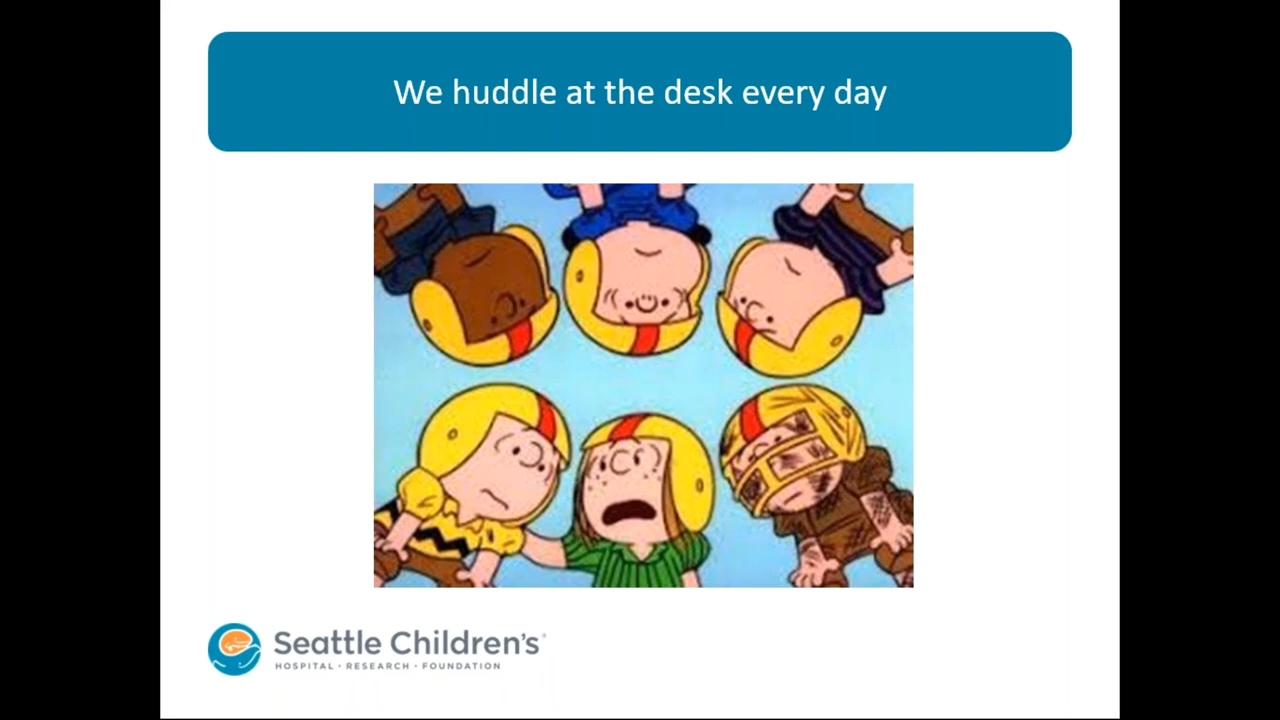 We huddle at the desk every day
Seattle Children's®
HOSPITAL · RESEARCH · FOUNDATION